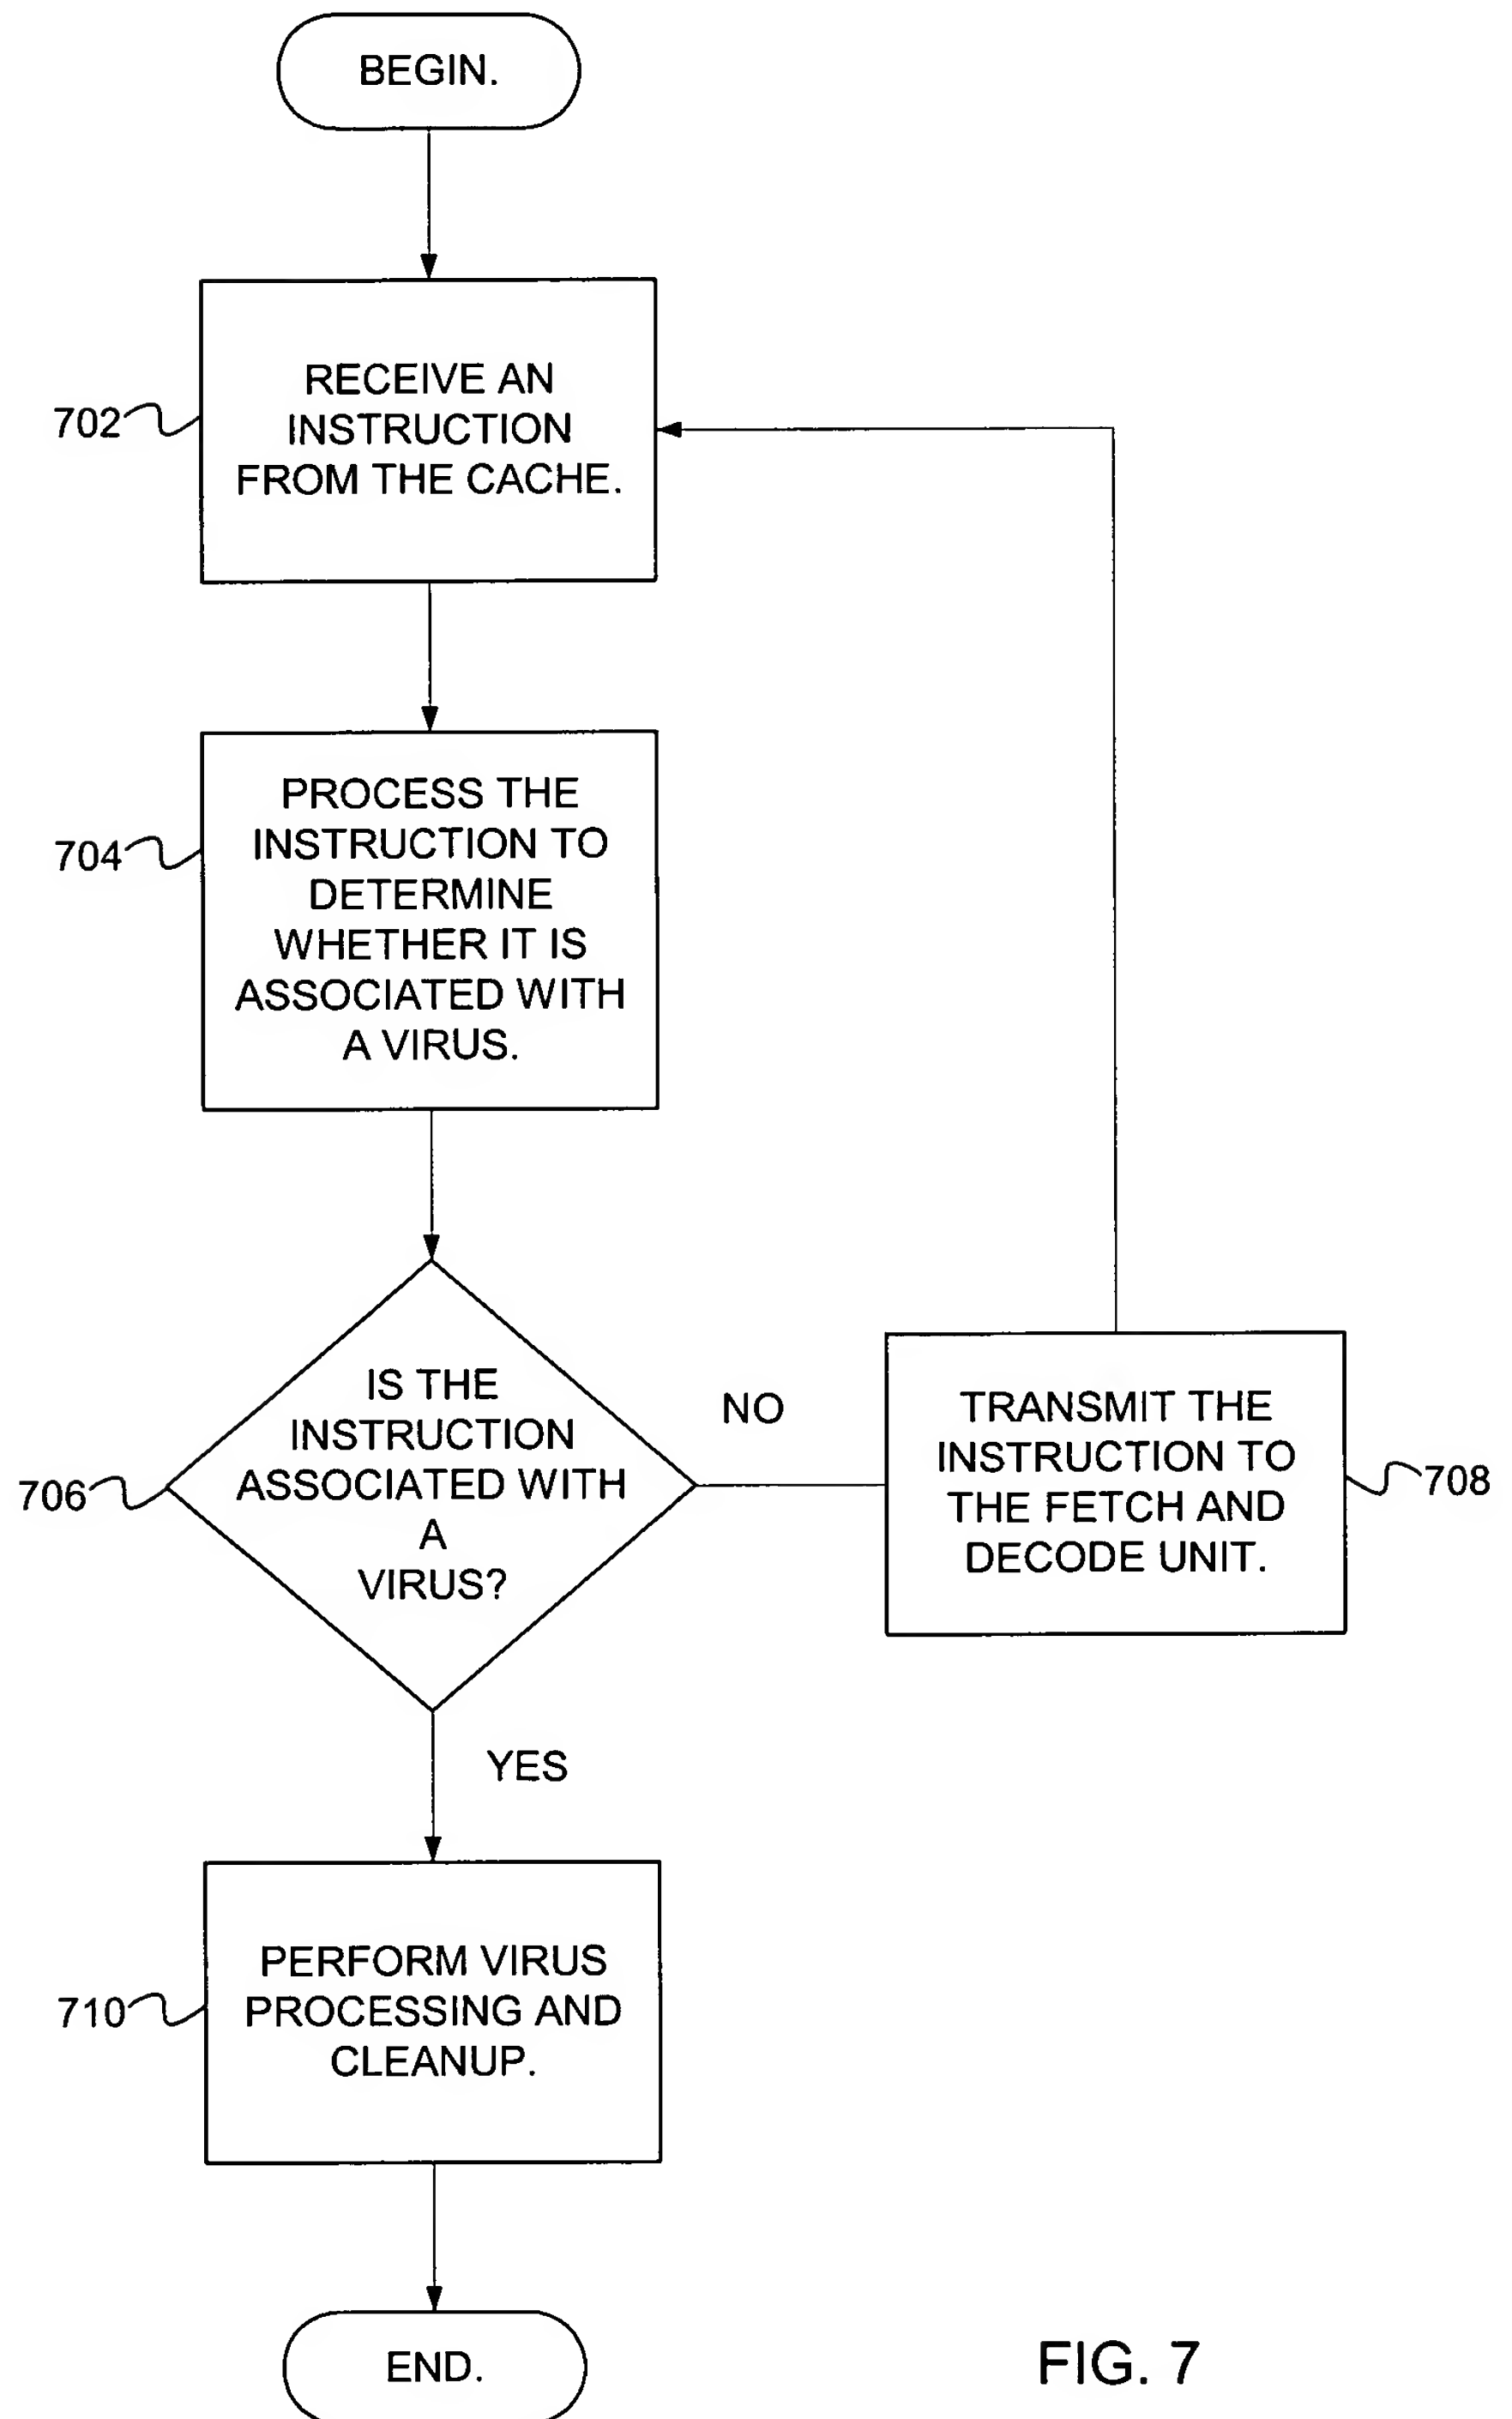 BEGIN.
702
RECEIVE AN
INSTRUCTION
FROM THE CACHE.
704
PROCESS THE
INSTRUCTION TO
DETERMINE
WHETHER IT IS
ASSOCIATED WITH
A VIRUS.
706
IS THE
INSTRUCTION
ASSOCIATED WITH
A
VIRUS?
NO
TRANSMIT THE
INSTRUCTION TO
THE FETCH AND
DECODE UNIT.
708
YES
710
PERFORM VIRUS
PROCESSING AND
CLEANUP.
END.
FIG. 7